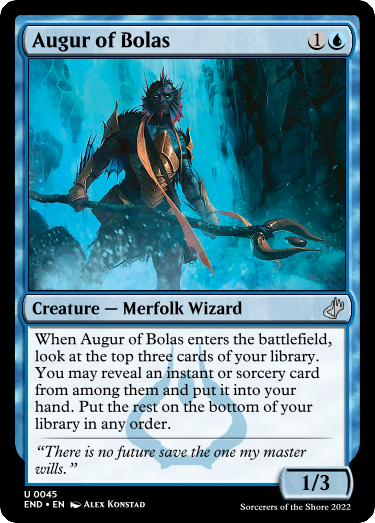 Augur of Bolas 1
Creature — Merfolk Wizard
When Augur of Bolas enters the battlefield,
look at the top three cards of your library.
You may reveal an instant or sorcery card
from among them and put it into your
hand. Put the rest on the bottom of your
library in any order.
“There is no future save the one my master
wills.”
1/3
U 0045
END • EN Alex Konstad
Sorcerers of the Shore 2022